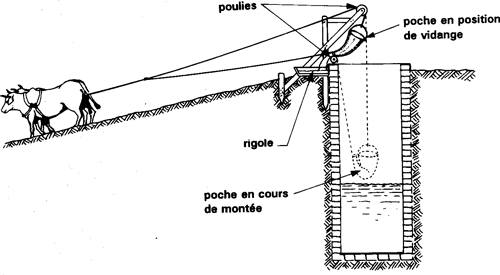 poulies
poche en position
de vidange
rigole
poche en cours
de montée